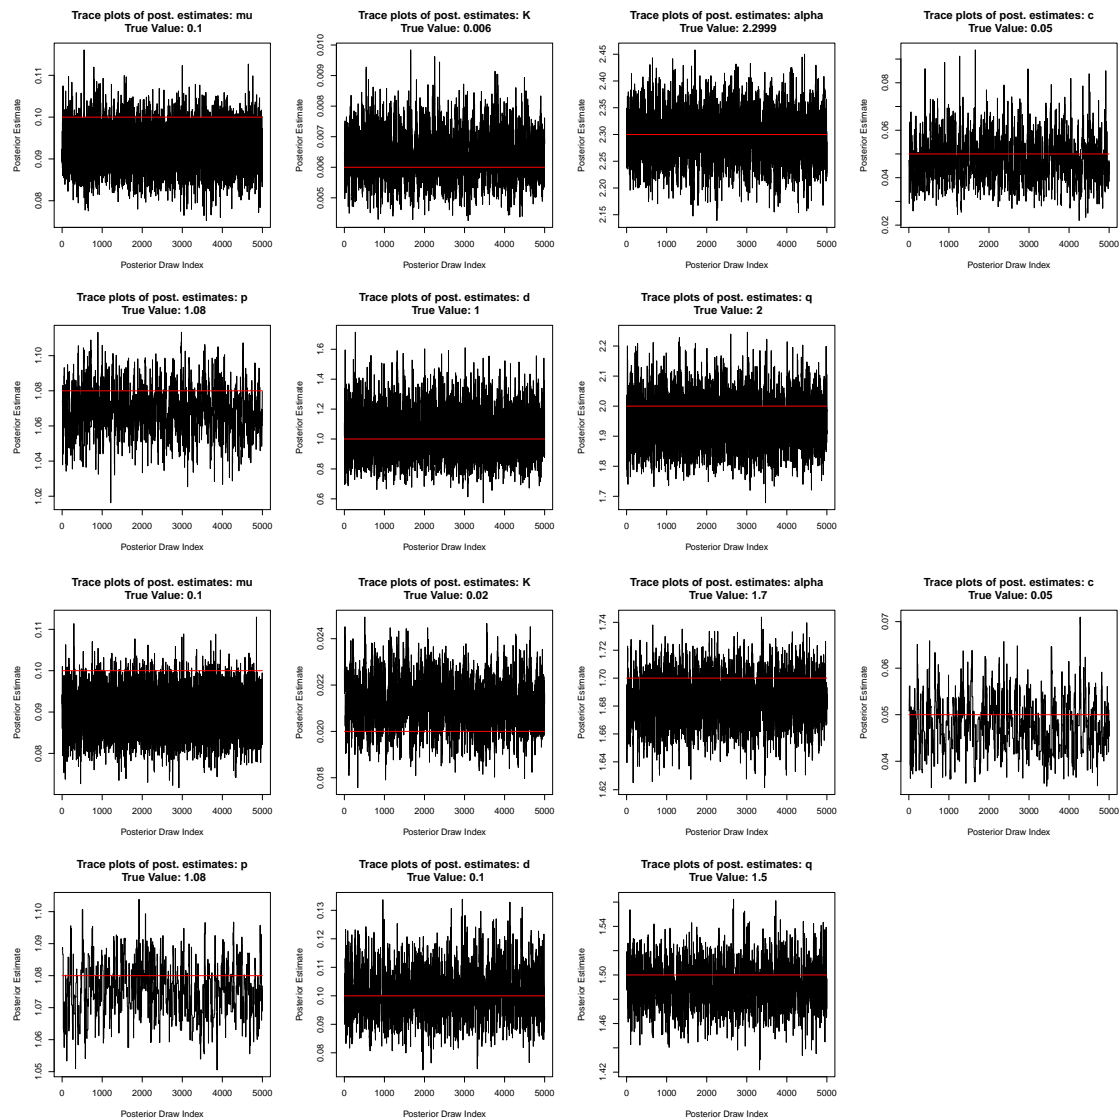 Trace plots of post. estimates: mu
True Value: 0.1
Posterior Estimate
0.08 0.09 0.10 0.11
0 1000 2000 3000 4000 5000
Posterior Draw Index
Trace plots of post. estimates: K
True Value: 0.006
Posterior Estimate
0.005 0.006 0.007 0.008 0.009 0.010
0 1000 2000 3000 4000 5000
Posterior Draw Index
Trace plots of post. estimates: alpha
True Value: 2.2999
Posterior Estimate
2.15 2.20 2.25 2.30 2.35 2.45
0 1000 2000 3000 4000 5000
Posterior Draw Index
Trace plots of post. estimates: c
True Value: 0.05
Posterior Estimate
0.02 0.04 0.06 0.08
0 1000 2000 3000 4000 5000
Posterior Draw Index
Trace plots of post. estimates: p
True Value: 1.08
Posterior Estimate
1.02 1.04 1.06 1.08 1.10
0 1000 2000 3000 4000 5000
Posterior Draw Index
Trace plots of post. estimates: d
True Value: 1
Posterior Estimate
0.6 0.8 1.0 1.2 1.4 1.6
0 1000 2000 3000 4000 5000
Posterior Draw Index
Trace plots of post. estimates: q
True Value: 2
Posterior Estimate
1.7 1.8 1.9 2.0 2.1 2.2
0 1000 2000 3000 4000 5000
Posterior Draw Index
Trace plots of post. estimates: mu
True Value: 0.1
Posterior Estimate
0.08 0.09 0.10 0.11
0 1000 2000 3000 4000 5000
Posterior Draw Index
Trace plots of post. estimates: K
True Value: 0.02
Posterior Estimate
0.018 0.020 0.022 0.024
0 1000 2000 3000 4000 5000
Posterior Draw Index
Trace plots of post. estimates: alpha
True Value: 1.7
Posterior Estimate
1.62 1.64 1.66 1.68 1.70 1.72 1.74
0 1000 2000 3000 4000 5000
Posterior Draw Index
Trace plots of post. estimates: c
True Value: 0.05
Posterior Estimate
0.04 0.05 0.06 0.07
0 1000 2000 3000 4000 5000
Posterior Draw Index
Trace plots of post. estimates: p
True Value: 1.08
Posterior Estimate
1.05 1.06 1.07 1.08 1.09 1.10
0 1000 2000 3000 4000 5000
Posterior Draw Index
Trace plots of post. estimates: d
True Value: 0.1
Posterior Estimate
0.08 0.09 0.10 0.11 0.12 0.13
0 1000 2000 3000 4000 5000
Posterior Draw Index
Trace plots of post. estimates: q
True Value: 1.5
Posterior Estimate
1.42 1.46 1.50 1.54
0 1000 2000 3000 4000 5000
Posterior Draw Index